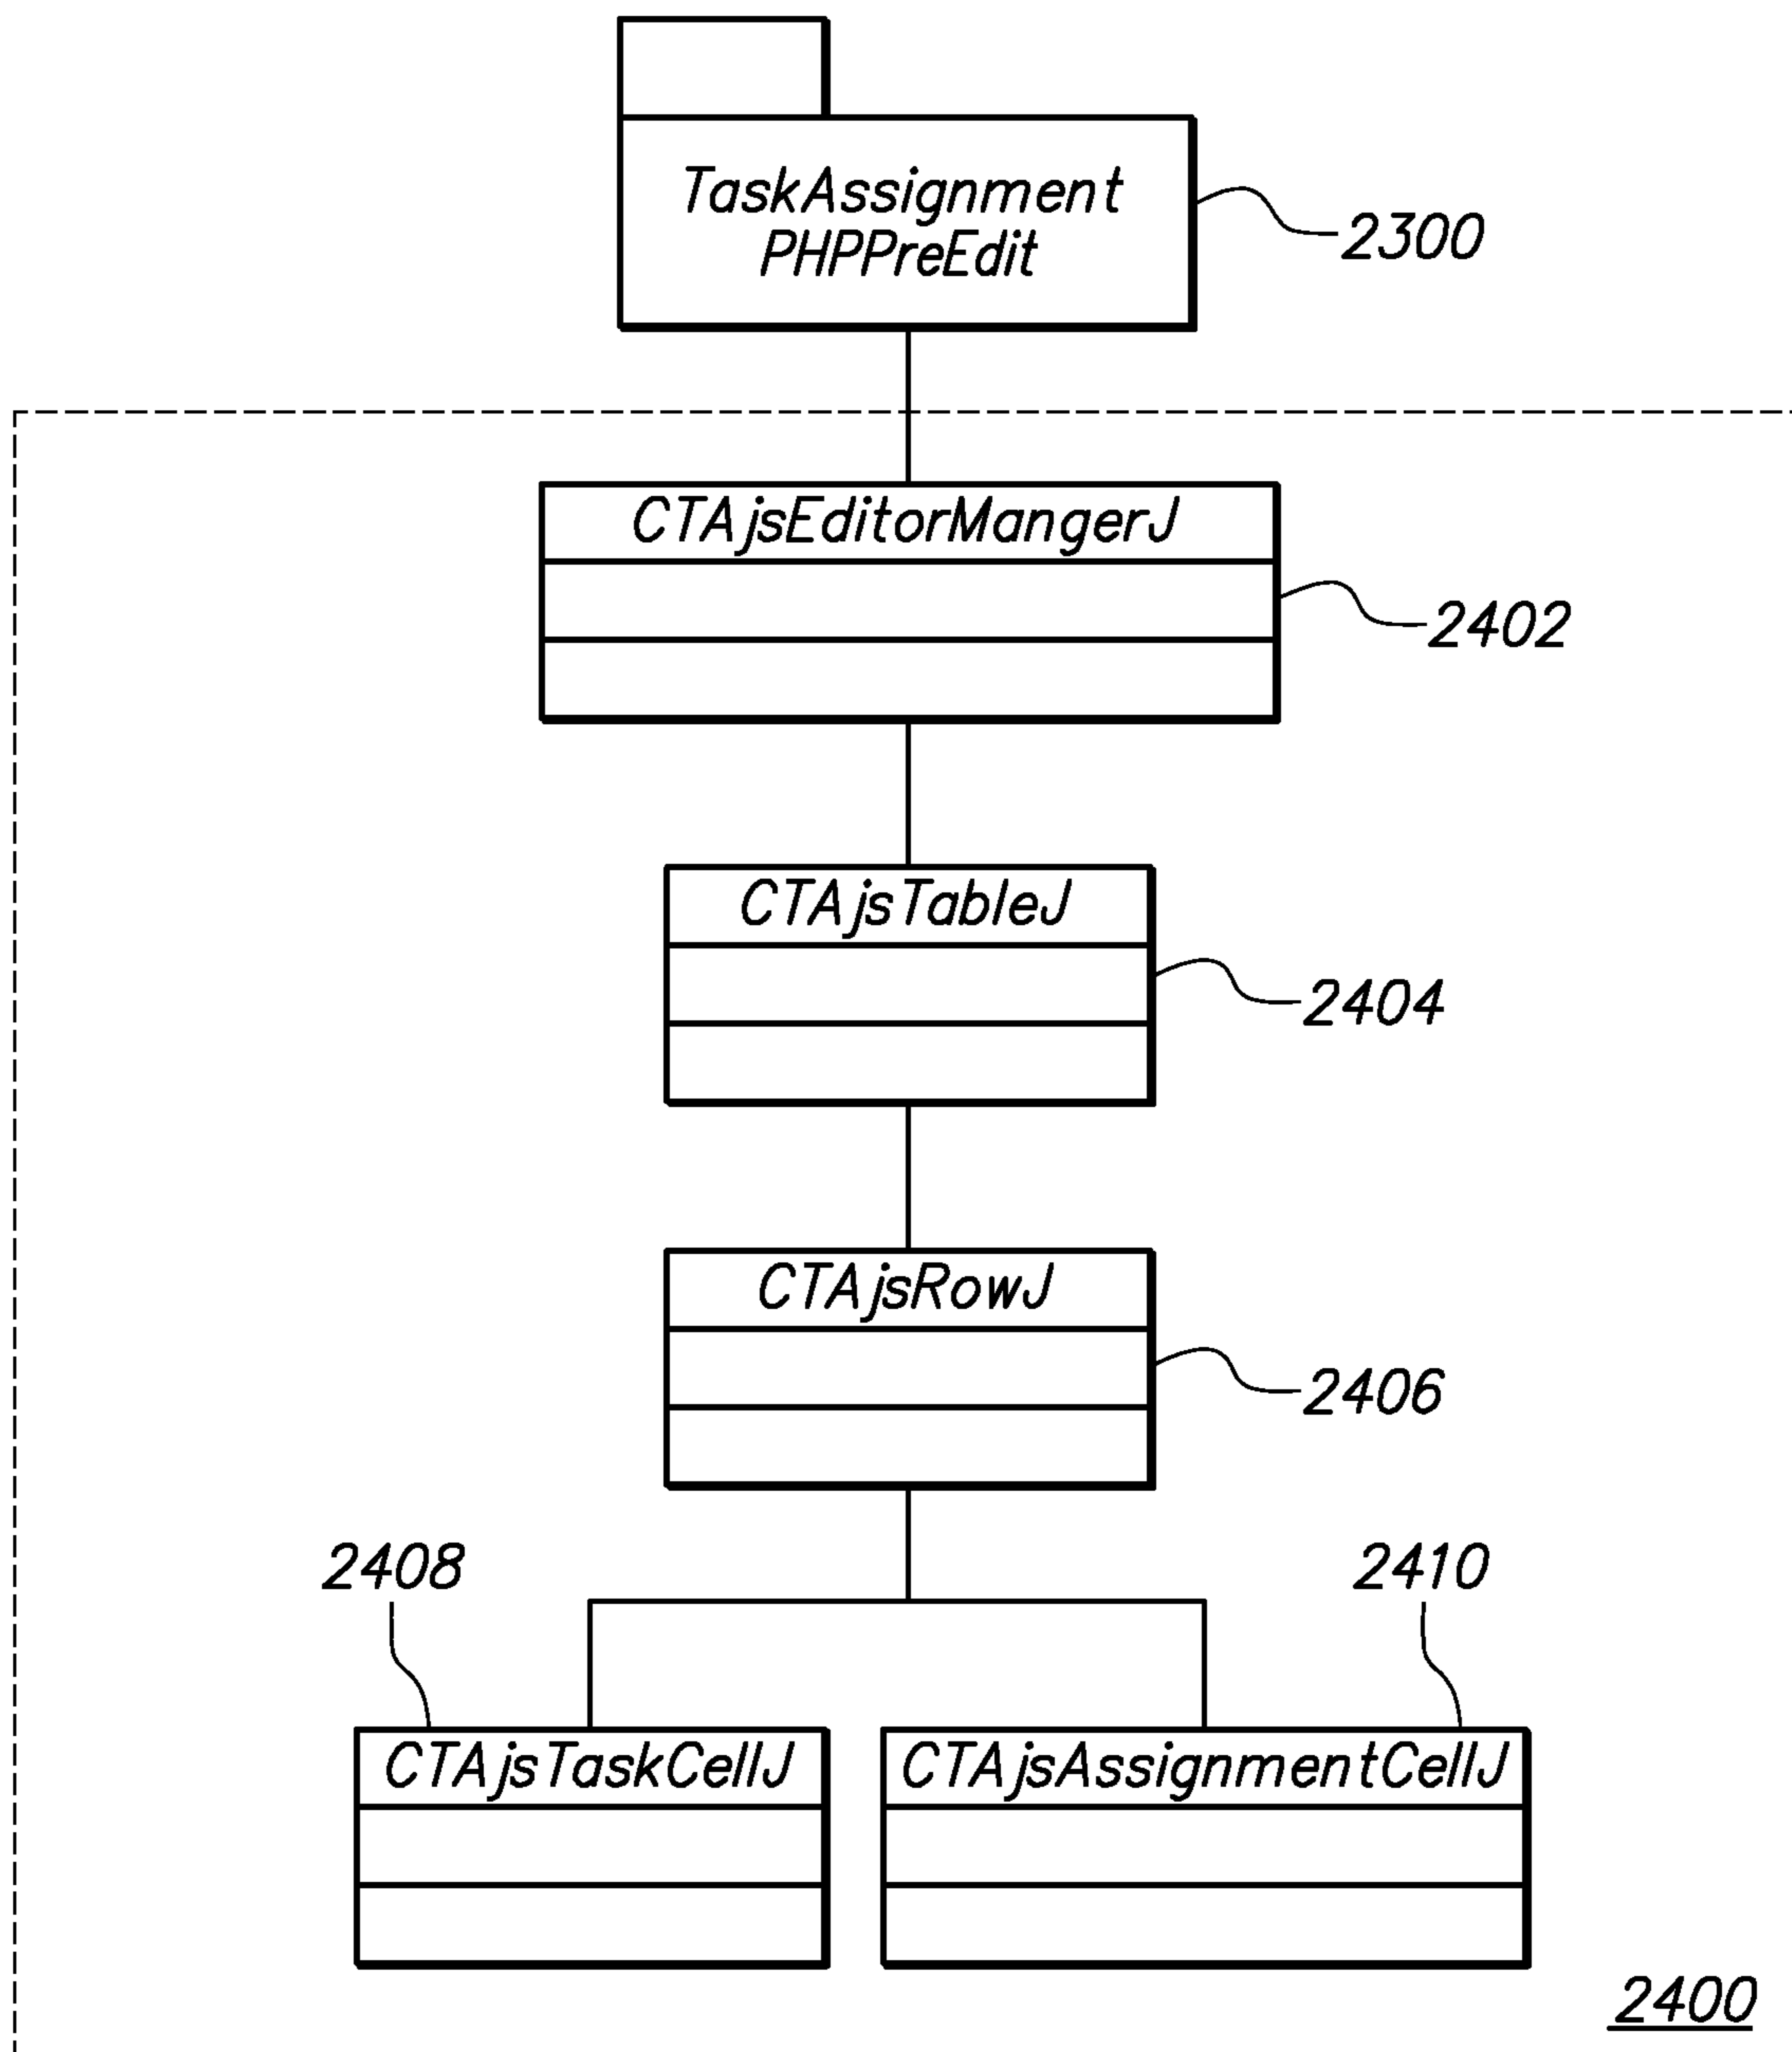 TaskAssignment
PHPPreEdit
2300
CTAjsEditorMangerJ
2402
CTAjsTableJ
2404
CTAjsRowJ
2406
2408
2410
CTAjsTaskCellJ
CTAjsAssignmentCellJ
2400